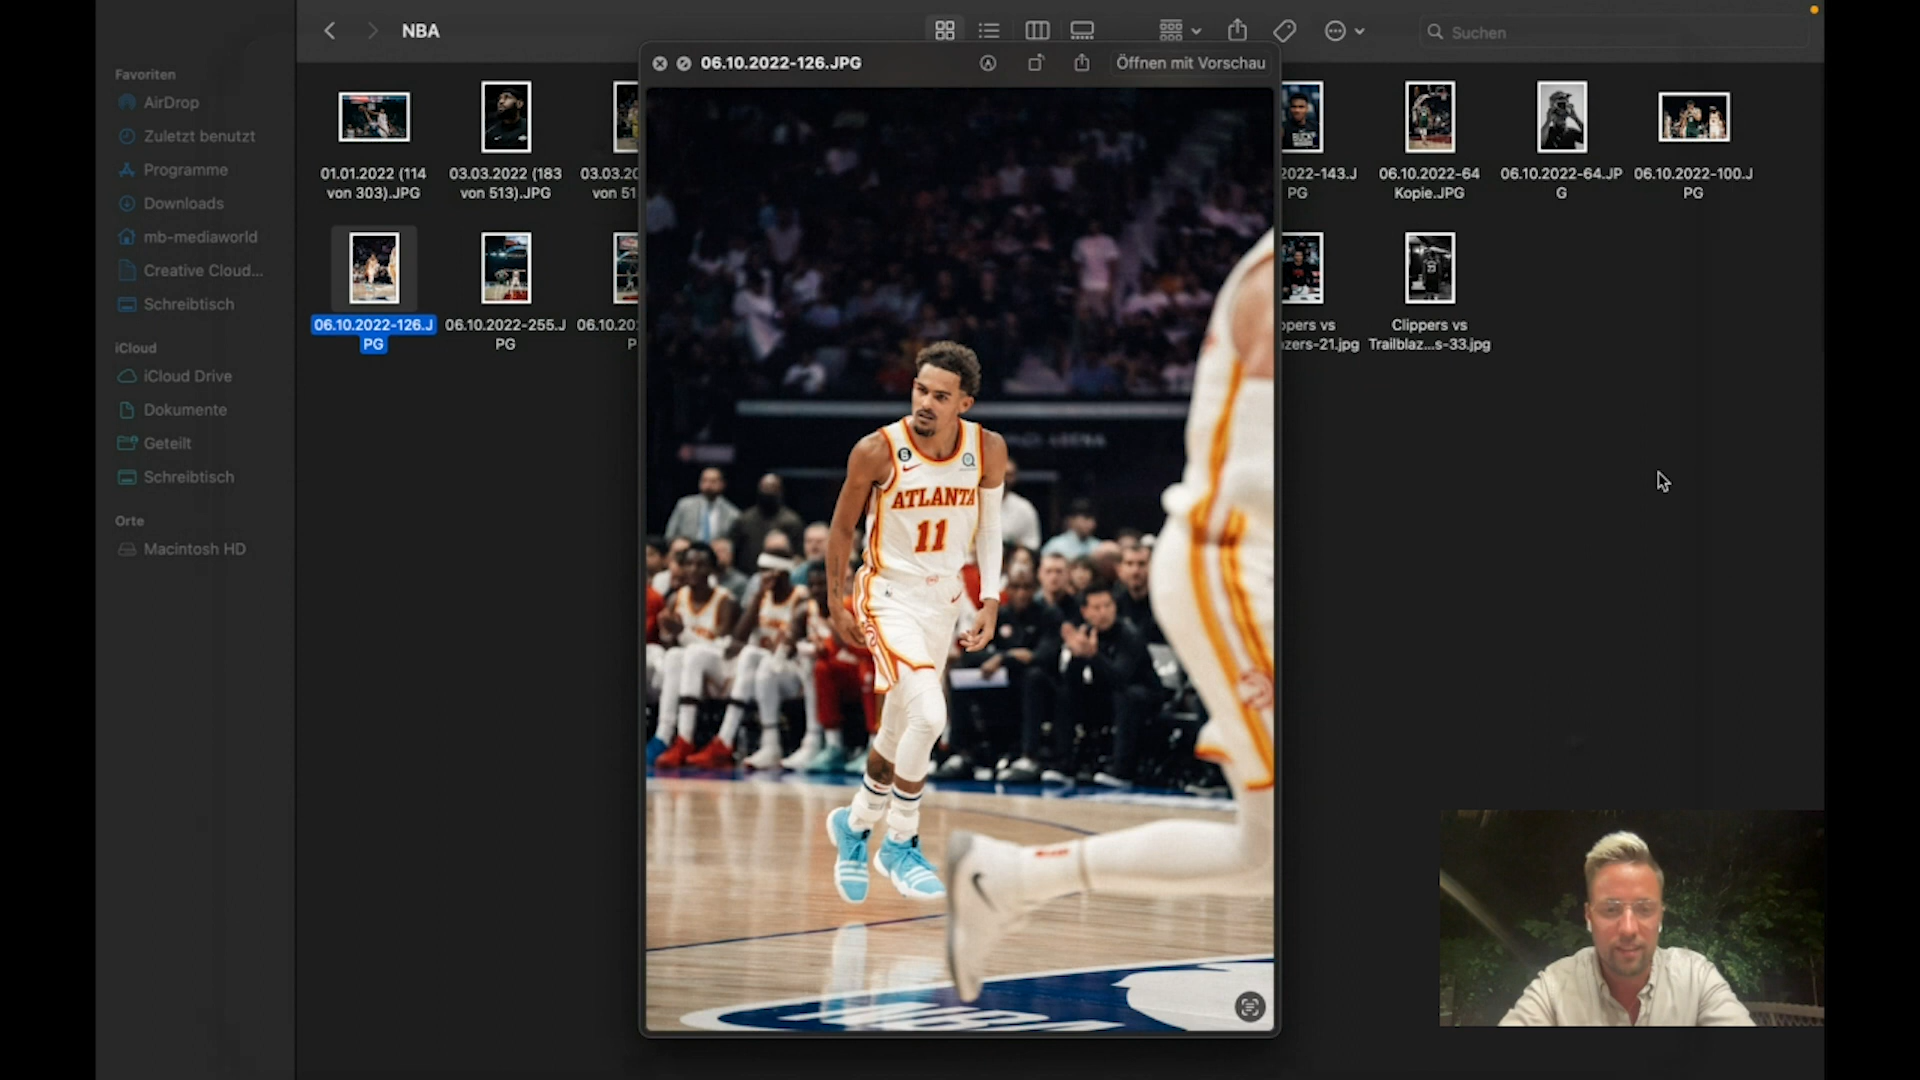 NBA
Suchen
Favoriten
AirDrop
Zuletzt benutzt
Programme
Downloads
mb-mediaworld
Creative Cloud...
Schreibtisch
iCloud
iCloud Drive
Dokumente
Geteilt
Schreibtisch
Orte
Macintosh HD
06.10.2022-126.JPG
Öffnen mit Vorschau
01.01.2022 (114
von 303).JPG
03.03.2022 (183
von 513).JPG
03.03.20
von 51
2022-143.J
PG
06.10.2022-64
Kopie.JPG
06.10.2022-64.JP
G
06.10.2022-100.J
PG
06.10.2022-126.J
PG
06.10.2022-255.J
PG
06.10.20
P
ppers vs
zers-21.jpg
Clippers vs
Trailblaz...s-33.jpg
6
ATLANTA
11